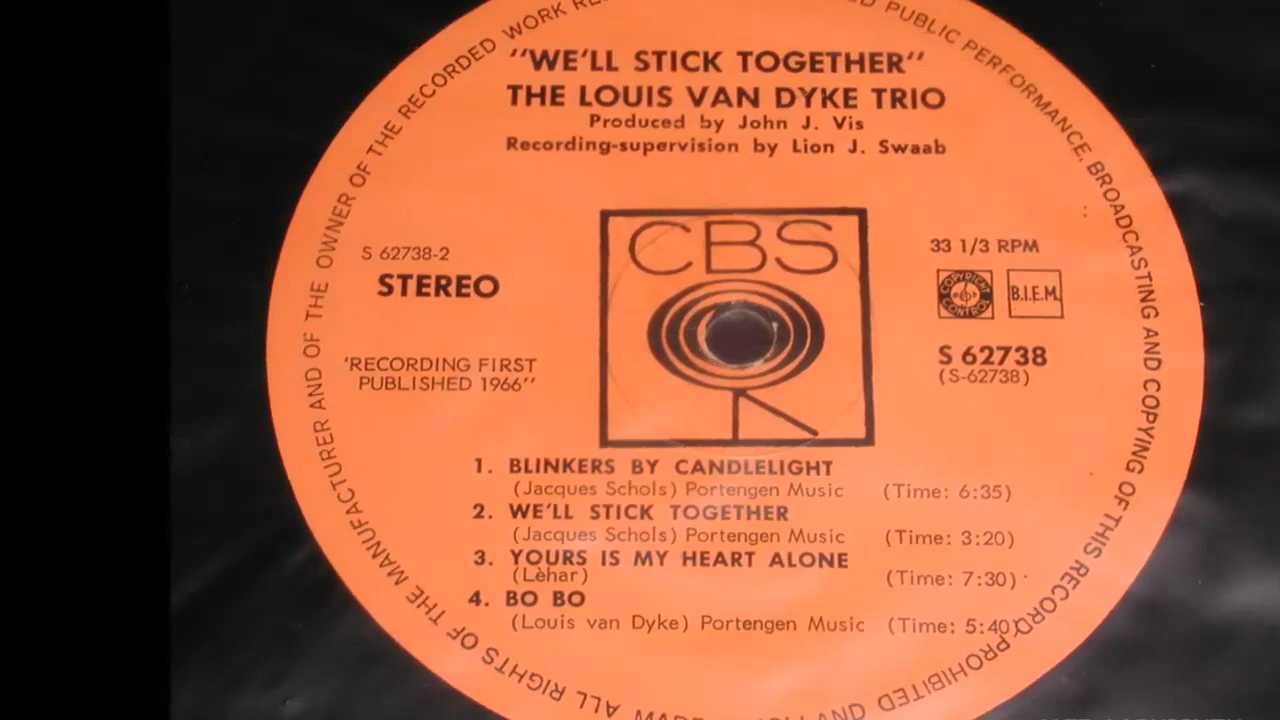 "WE'LL STICK TOGETHER"
THE LOUIS VAN DYKE TRIO
Produced by John J. Vis
Recording-supervision by Lion J. Swaab
S 62738-2
STEREO
'RECORDING FIRST
PUBLISHED 1966"
CBS
33 1/3 RPM
COPYRIGHT CONTROL
B.I.E.M.
S 62738
(S-62738)
1. BLINKERS BY CANDLELIGHT
(Jacques Schols) Portengen Music (Time: 6:35)
2. WE'LL STICK TOGETHER
(Jacques Schols) Portengen Music (Time: 3:20)
3. YOURS IS MY HEART ALONE
(Lèhar) (Time: 7:30)
4. BO BO
(Louis van Dyke) Portengen Music (Time: 5:40)
ALL RIGHTS OF THE MANUFACTURER AND OF THE OWNER OF THE RECORDED WORK
PUBLIC PERFORMANCE, BROADCASTING AND COPYING OF THIS RECORD PROHIBITED